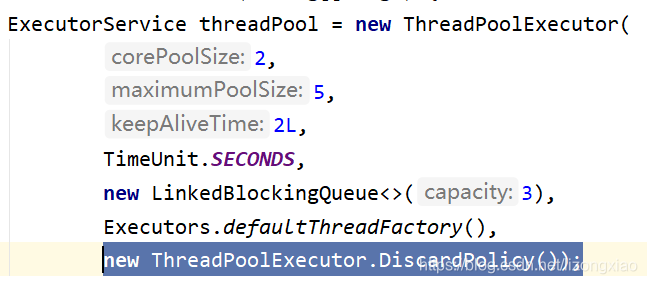 ExecutorService threadPool = new ThreadPoolExecutor(
corePoolSize: 2,
maximumPoolSize: 5,
keepAliveTime: 2L,
TimeUnit.SECONDS,
new LinkedBlockingQueue<>( capacity: 3),
Executors.defaultThreadFactory(),
new ThreadPoolExecutor.DiscardPolicy());
https://blog.csdn.net/lizongxiao